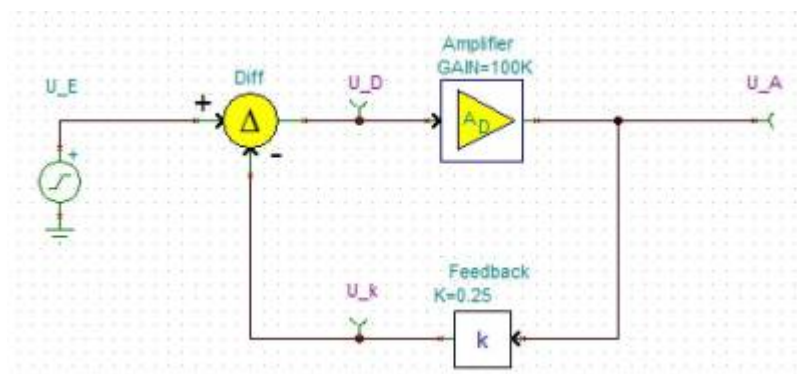 Amplifier
GAIN=100K
U_E
Diff
U_D
U_A
+
+
Δ
A_D
-
Feedback
K=0.25
U_k
k